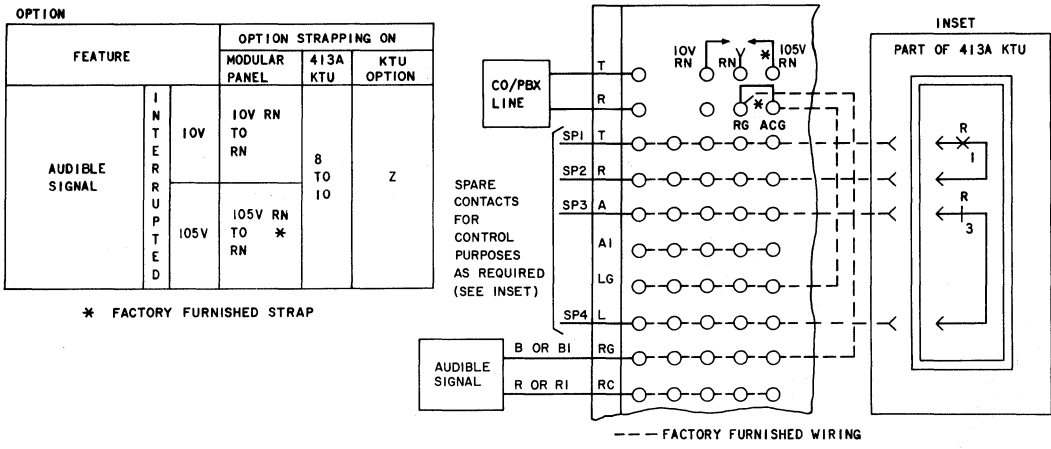 OPTION
FEATURE
OPTION STRAPPING ON
MODULAR PANEL
413A KTU
KTU OPTION
AUDIBLE SIGNAL
INTERRUPTED
10V
10V RN TO RN
8 TO 10
Z
105V
105V RN TO * RN
* FACTORY FURNISHED STRAP
CO/PBX LINE
T
R
10V RN
RN
* 105V RN
*
RG ACG
SP1 T
SP2 R
SP3 A
A1
LG
SP4 L
SPARE
CONTACTS
FOR
CONTROL
PURPOSES
AS REQUIRED
(SEE INSET)
AUDIBLE
SIGNAL
B OR B1 RG
R OR R1 RC
---- FACTORY FURNISHED WIRING
INSET
PART OF 413A KTU
R
1
R
3